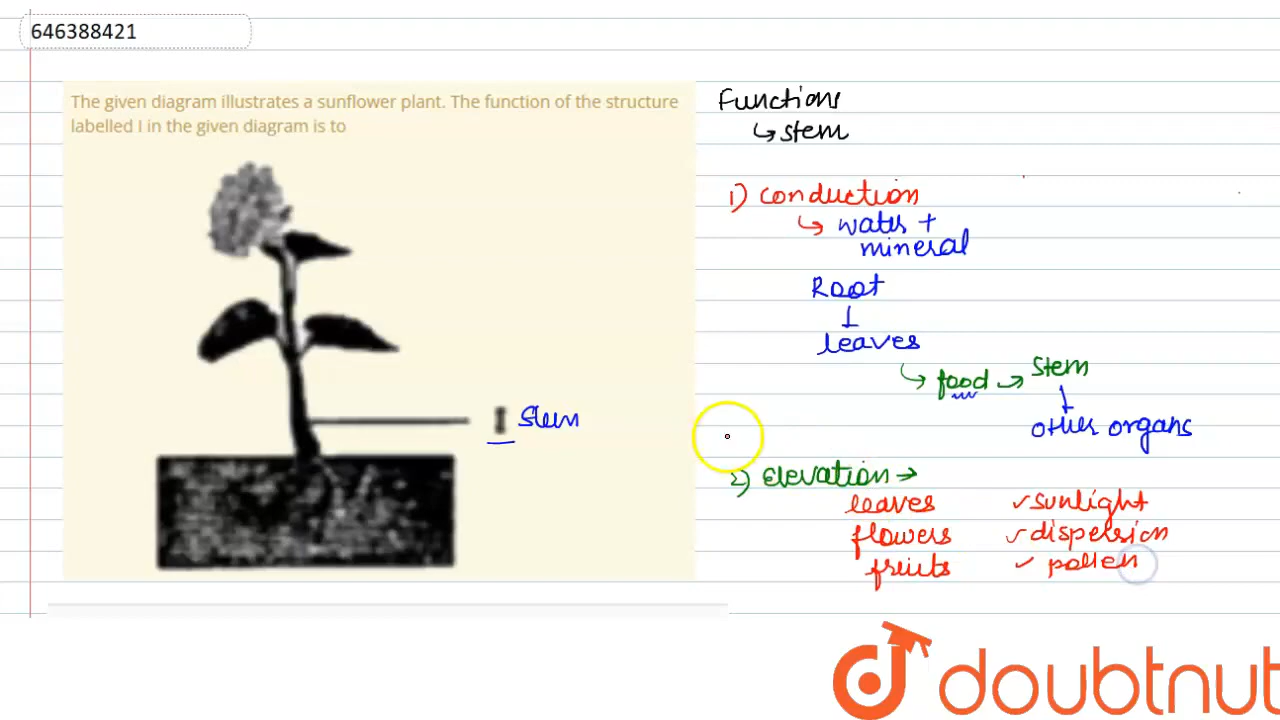 646388421
The given diagram illustrates a sunflower plant. The function of the structure
labelled I in the given diagram is to
I Stem
Functions
↳ stem
1) Conduction
↳ water +
mineral
Root
↓
leaves
↳ food → Stem
↓
other organs
2) Elevation →
leaves ✓ sunlight
flowers ✓ dispersion
fruits ✓ pollen
doubtnut